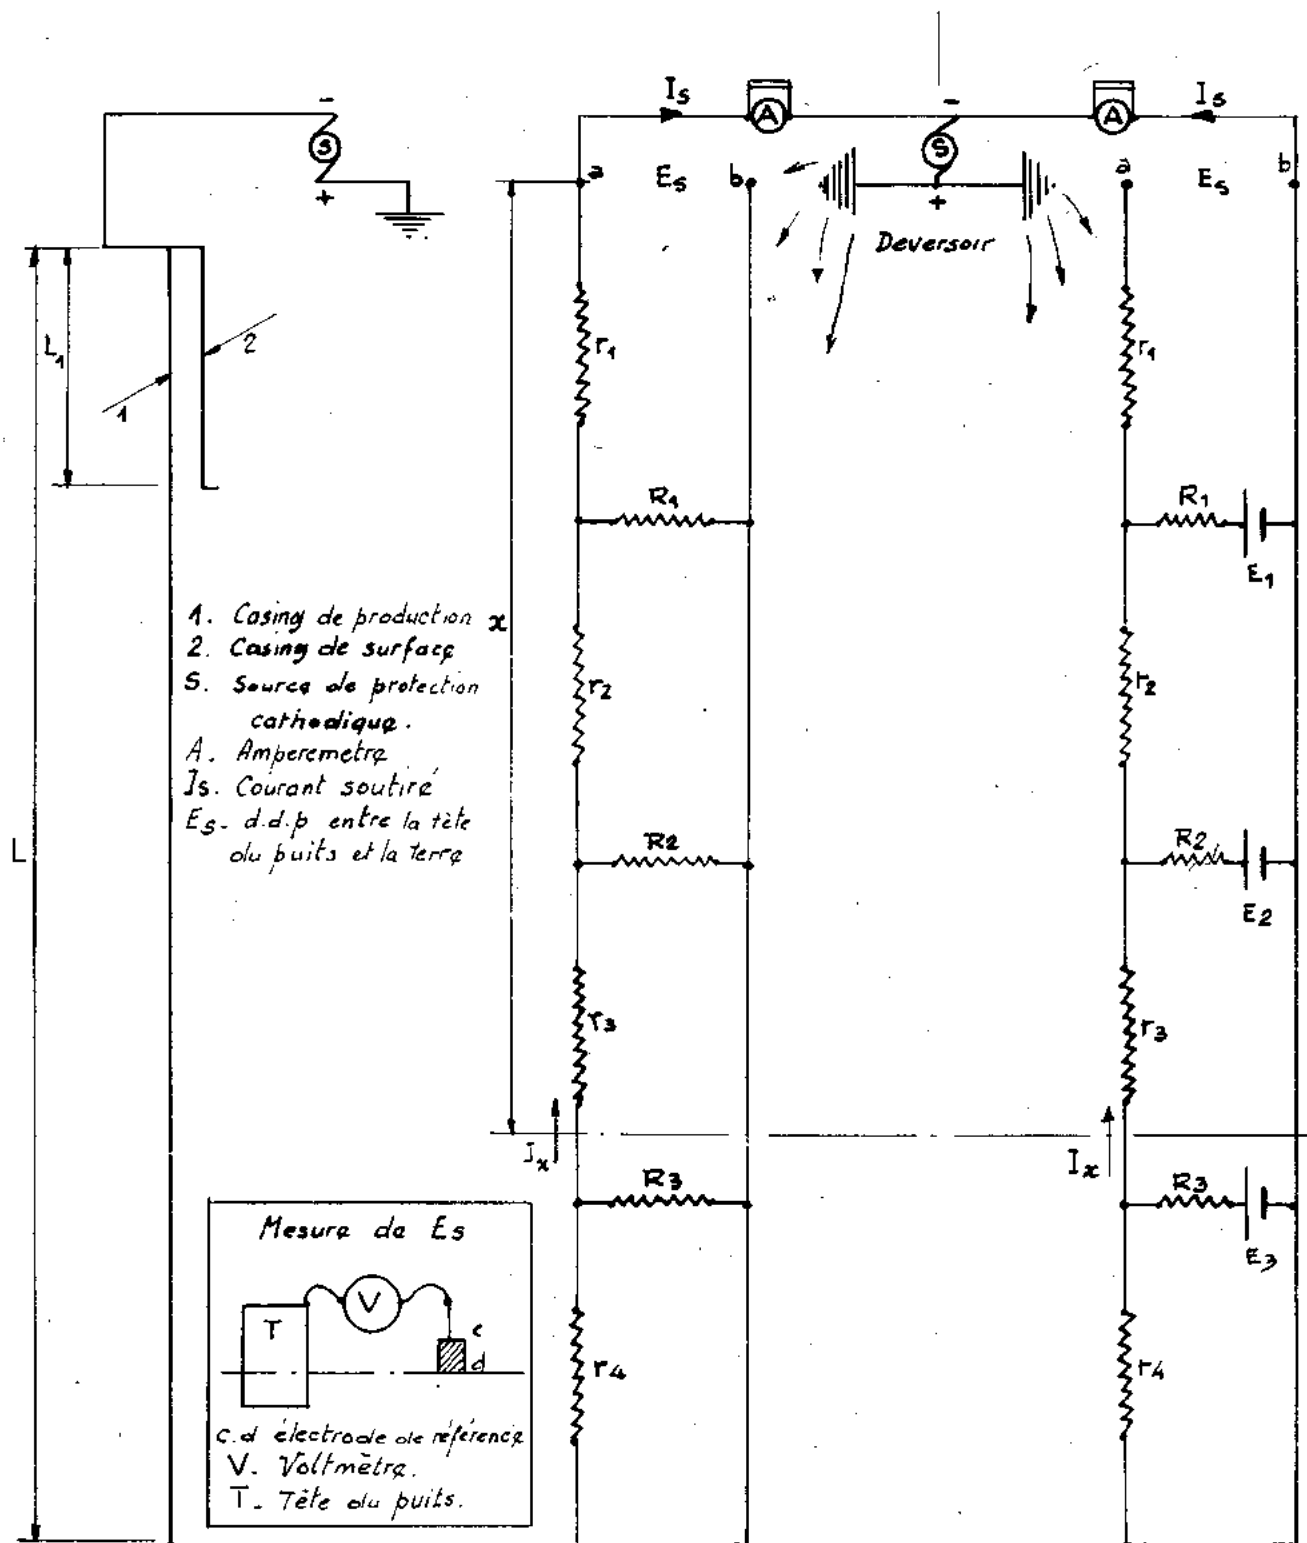 -
S
+
L1
2
1
L
1. Casing de production
2. Casing de surface
S. Source de protection
cathodique.
A. Amperemetre
Is. Courant soutiré
Es. d.d.p entre la tête
du puits et la terre
Is
A
-
A
Is
a
Es
b
S
+
a
Es
b
Deversoir
r1
r1
R1
R1
E1
x
r2
r2
R2
R2
E2
r3
r3
Ix
Ix
R3
R3
E3
r4
r4
Mesure de Es
V
T
c
d
c.d électrode de référence
V. Voltmètre.
T. Tête du puits.